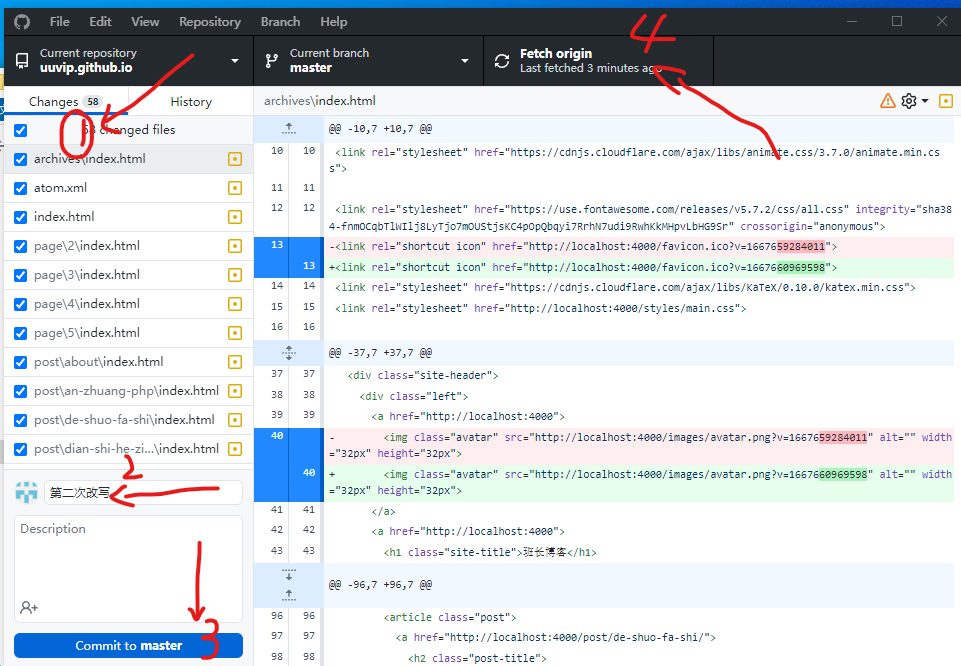 File Edit View Repository Branch Help
Current repository
uuvip.github.io
Current branch
master
Fetch origin
Last fetched 3 minutes ago
4
Changes 58
History
1
58 changed files
archives\index.html
atom.xml
index.html
page\2\index.html
page\3\index.html
page\4\index.html
page\5\index.html
post\about\index.html
post\an-zhuang-php\index.html
post\de-shuo-fa-shi\index.html
post\dian-shi-he-zi...\index.html
2
第二次改写
Description
3
Commit to master
archives\index.html
@@ -10,7 +10,7 @@
10 10 <link rel="stylesheet" href="https://cdnjs.cloudflare.com/ajax/libs/animate.css/3.7.0/animate.min.cs
s">
11 11
12 12 <link rel="stylesheet" href="https://use.fontawesome.com/releases/v5.7.2/css/all.css" integrity="sha38
4-fnmOCqbTlWIlj8LyTjo7mOUStjsKC4pOpQbqyi7RrhN7udi9RwhKkMHpvLbHG9Sr" crossorigin="anonymous">
13 -<link rel="shortcut icon" href="http://localhost:4000/favicon.ico?v=1667659284011">
13 +<link rel="shortcut icon" href="http://localhost:4000/favicon.ico?v=1667660969598">
14 14 <link rel="stylesheet" href="https://cdnjs.cloudflare.com/ajax/libs/KaTeX/0.10.0/katex.min.css">
15 15 <link rel="stylesheet" href="http://localhost:4000/styles/main.css">
16 16
@@ -37,7 +37,7 @@
37 37 <div class="site-header">
38 38 <div class="left">
39 39 <a href="http://localhost:4000">
40 - <img class="avatar" src="http://localhost:4000/images/avatar.png?v=1667659284011" alt="" width
="32px" height="32px">
40 + <img class="avatar" src="http://localhost:4000/images/avatar.png?v=1667660969598" alt="" width
="32px" height="32px">
41 41 </a>
42 42 <a href="http://localhost:4000">
43 43 <h1 class="site-title">班长博客</h1>
@@ -96,7 +96,7 @@
96 96 <article class="post">
97 97 <a href="http://localhost:4000/post/de-shuo-fa-shi/">
98 98 <h2 class="post-title">